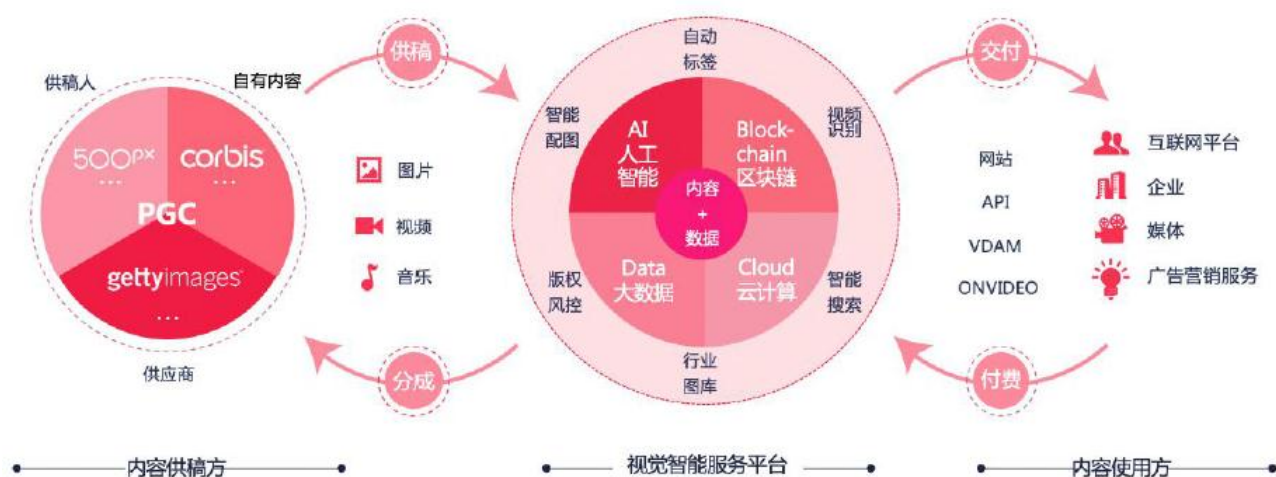 供稿
交付
供稿人
自有内容
500px
...
corbis
...
PGC
gettyimages
...
供应商
图片
视频
音乐
分成
自动
标签
智能
配图
视频
识别
AI
人工
智能
Block-
chain
区块链
内容
+
数据
Data
大数据
Cloud
云计算
版权
风控
智能
搜索
行业
图库
网站
API
VDAM
ONVIDEO
互联网平台
企业
媒体
广告营销服务
付费
内容供稿方
视觉智能服务平台
内容使用方